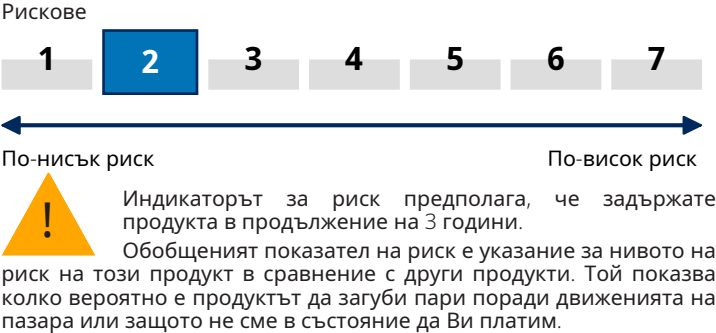 Рискове
1 2 3 4 5 6 7
По-нисък риск По-висок риск
! Индикаторът за риск предполага, че задържате
продукта в продължение на 3 години.
Обобщеният показател на риск е указание за нивото на
риск на този продукт в сравнение с други продукти. Той показва
колко вероятно е продуктът да загуби пари поради движенията на
пазара или защото не сме в състояние да Ви платим.